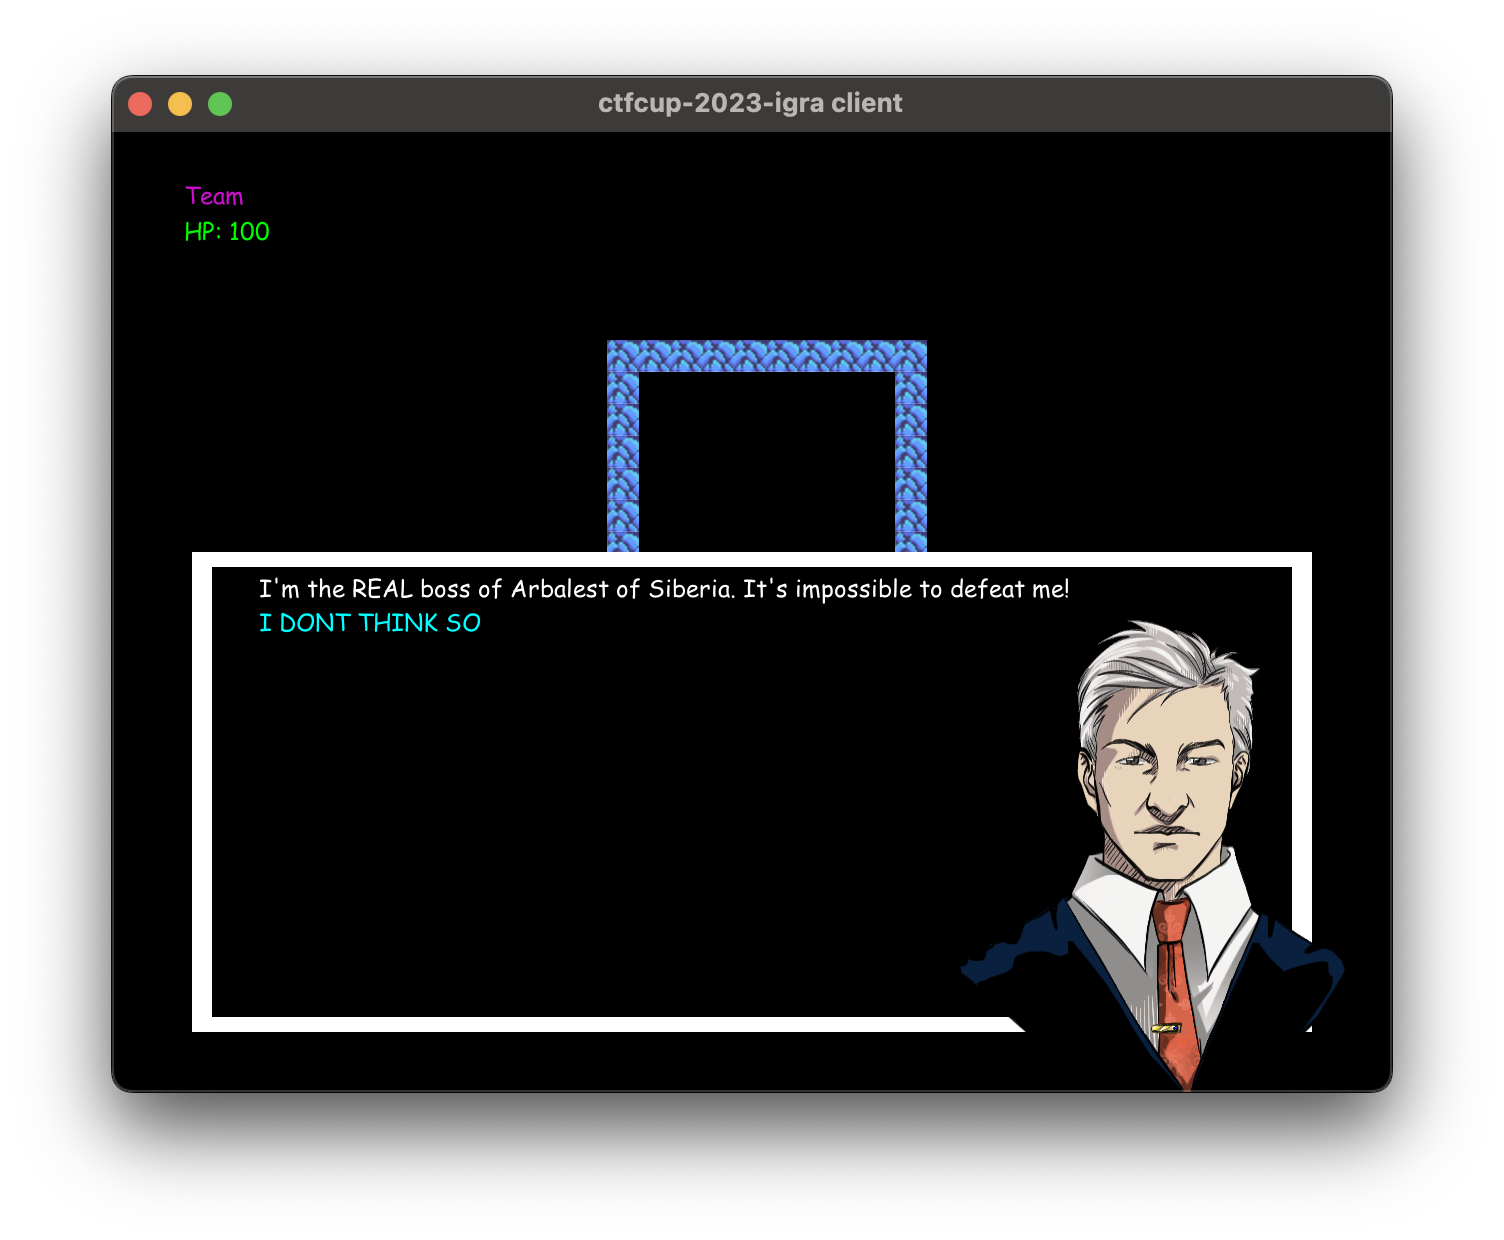 ctfcup-2023-igra client
Team
HP: 100
I'm the REAL boss of Arbalest of Siberia. It's impossible to defeat me!
I DONT THINK SO